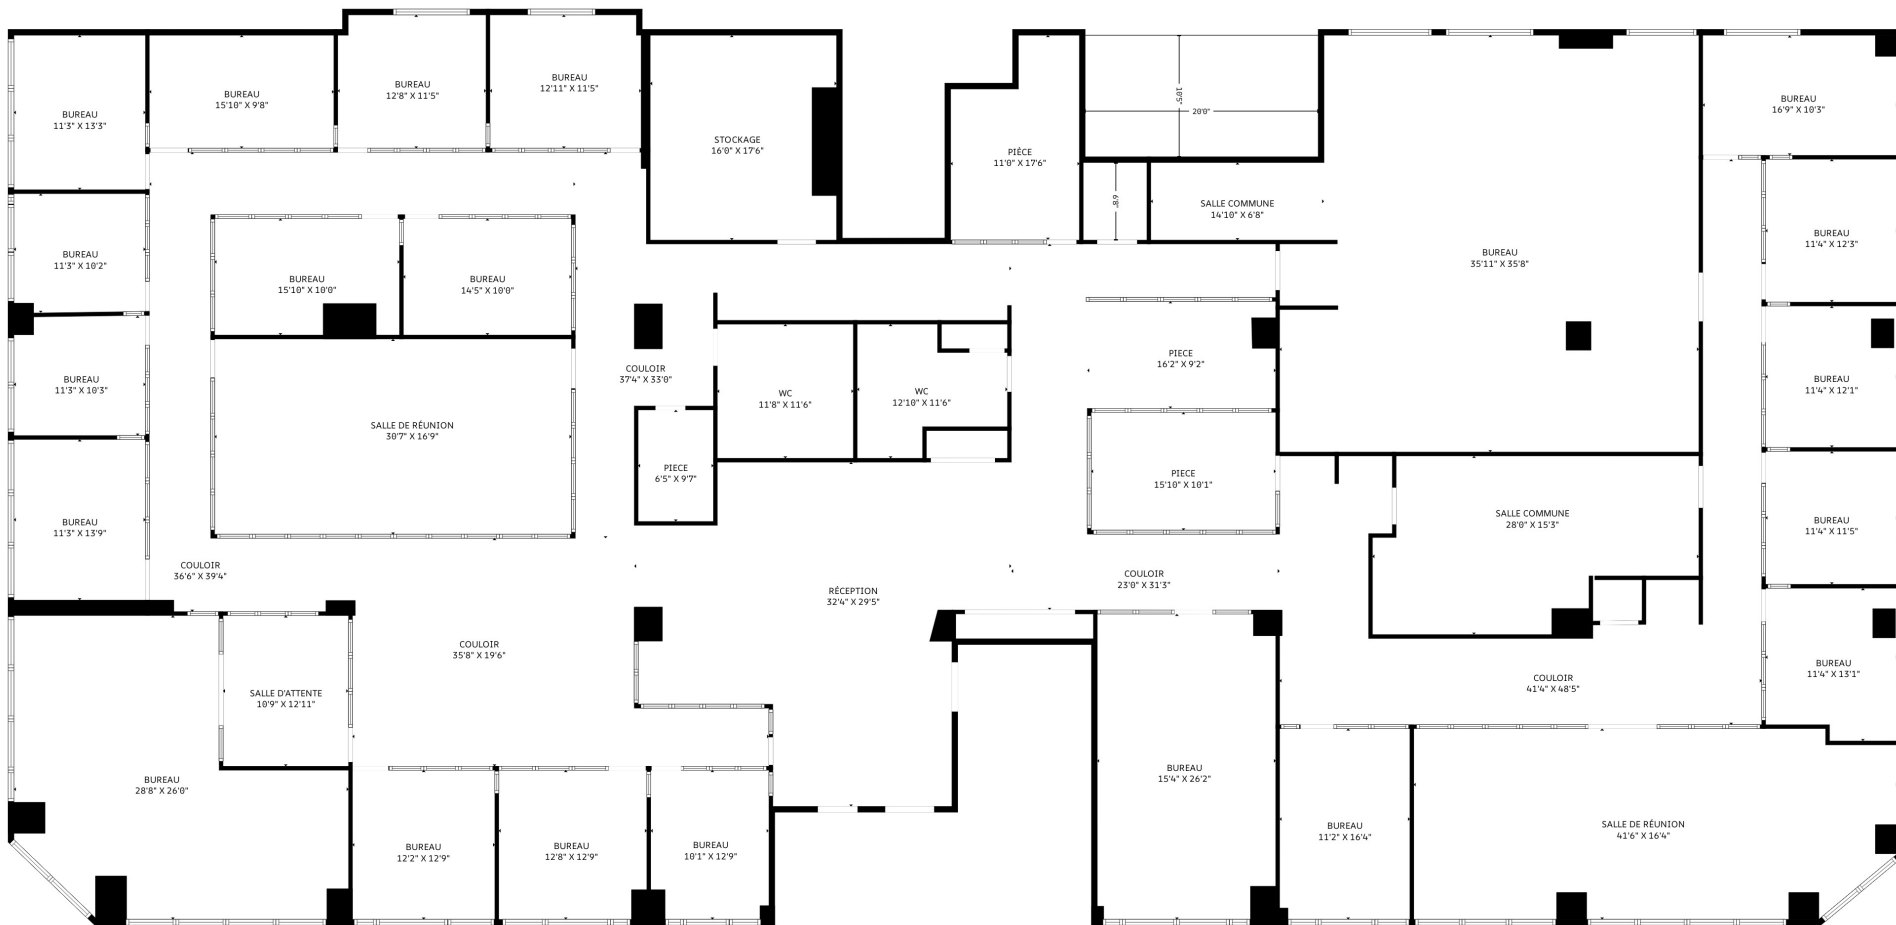 BUREAU
12'8" X 11'5"
BUREAU
12'11" X 11'5"
BUREAU
15'10" X 9'8"
BUREAU
11'3" X 13'3"
STOCKAGE
16'0" X 17'6"
PIÈCE
11'0" X 17'6"
10'5"
20'0"
6'8"
SALLE COMMUNE
14'10" X 6'8"
BUREAU
35'11" X 35'8"
BUREAU
16'9" X 10'3"
BUREAU
11'4" X 12'3"
BUREAU
11'3" X 10'2"
BUREAU
15'10" X 10'0"
BUREAU
14'5" X 10'0"
BUREAU
11'3" X 10'3"
COULOIR
37'4" X 33'0"
WC
11'8" X 11'6"
WC
12'10" X 11'6"
PIECE
16'2" X 9'2"
BUREAU
11'4" X 12'1"
SALLE DE RÉUNION
30'7" X 16'9"
PIECE
6'5" X 9'7"
PIECE
15'10" X 10'1"
BUREAU
11'3" X 13'9"
SALLE COMMUNE
28'0" X 15'3"
BUREAU
11'4" X 11'5"
COULOIR
36'6" X 39'4"
RÉCEPTION
32'4" X 29'5"
COULOIR
23'0" X 31'3"
COULOIR
35'8" X 19'6"
SALLE D'ATTENTE
10'9" X 12'11"
COULOIR
41'4" X 48'5"
BUREAU
11'4" X 13'1"
BUREAU
28'8" X 26'0"
BUREAU
15'4" X 26'2"
BUREAU
12'2" X 12'9"
BUREAU
12'8" X 12'9"
BUREAU
10'1" X 12'9"
BUREAU
11'2" X 16'4"
SALLE DE RÉUNION
41'6" X 16'4"